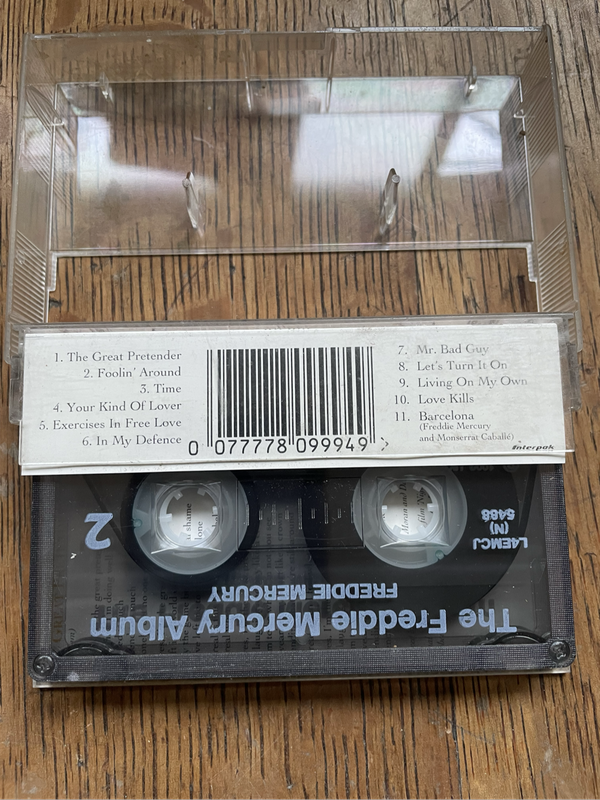 1. The Great Pretender
2. Foolin' Around
3. Time
4. Your Kind Of Lover
5. Exercises In Free Love
6. In My Defence
0 077778 099949 >
7. Mr. Bad Guy
8. Let's Turn It On
9. Living On My Own
10. Love Kills
11. Barcelona
(Freddie Mercury
and Monserrat Caballé)
interpak
The Freddie Mercury Album
FREDDIE MERCURY
2
L4EMCJ
(N)
5488
shame
lone